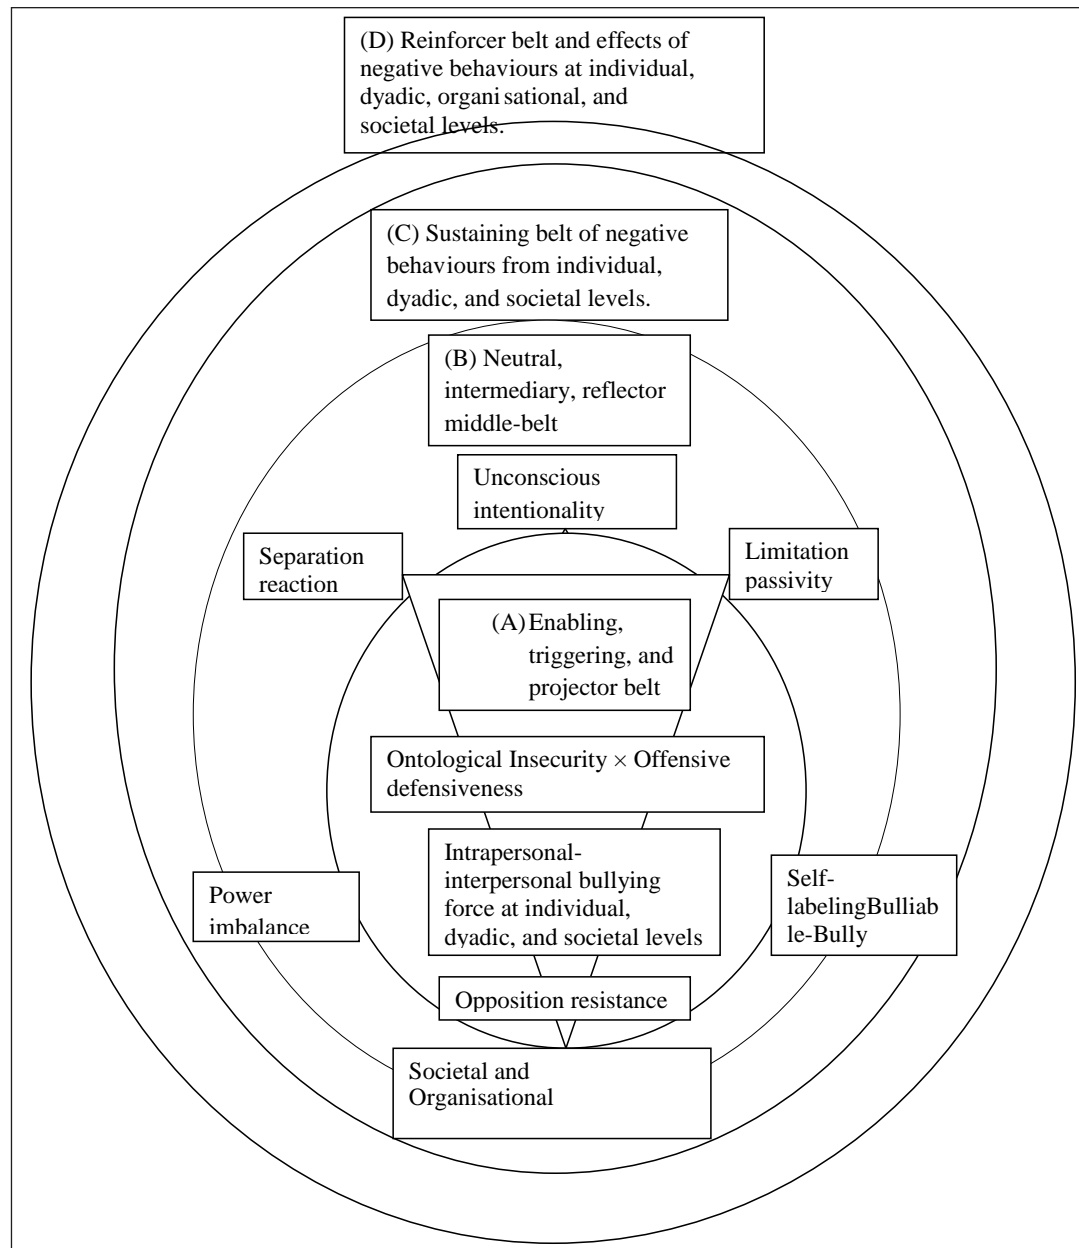 (D) Reinforcer belt and effects of
negative behaviours at individual,
dyadic, organisational, and
societal levels.
(C) Sustaining belt of negative
behaviours from individual,
dyadic, and societal levels.
(B) Neutral,
intermediary, reflector
middle-belt
Unconscious
intentionality
Separation
reaction
Limitation
passivity
(A) Enabling,
triggering, and
projector belt
Ontological Insecurity × Offensive
defensiveness
Intrapersonal-
interpersonal bullying
force at individual,
dyadic, and societal levels
Power
imbalance
Self-
labelingBulliab
le-Bully
Opposition resistance
Societal and
Organisational